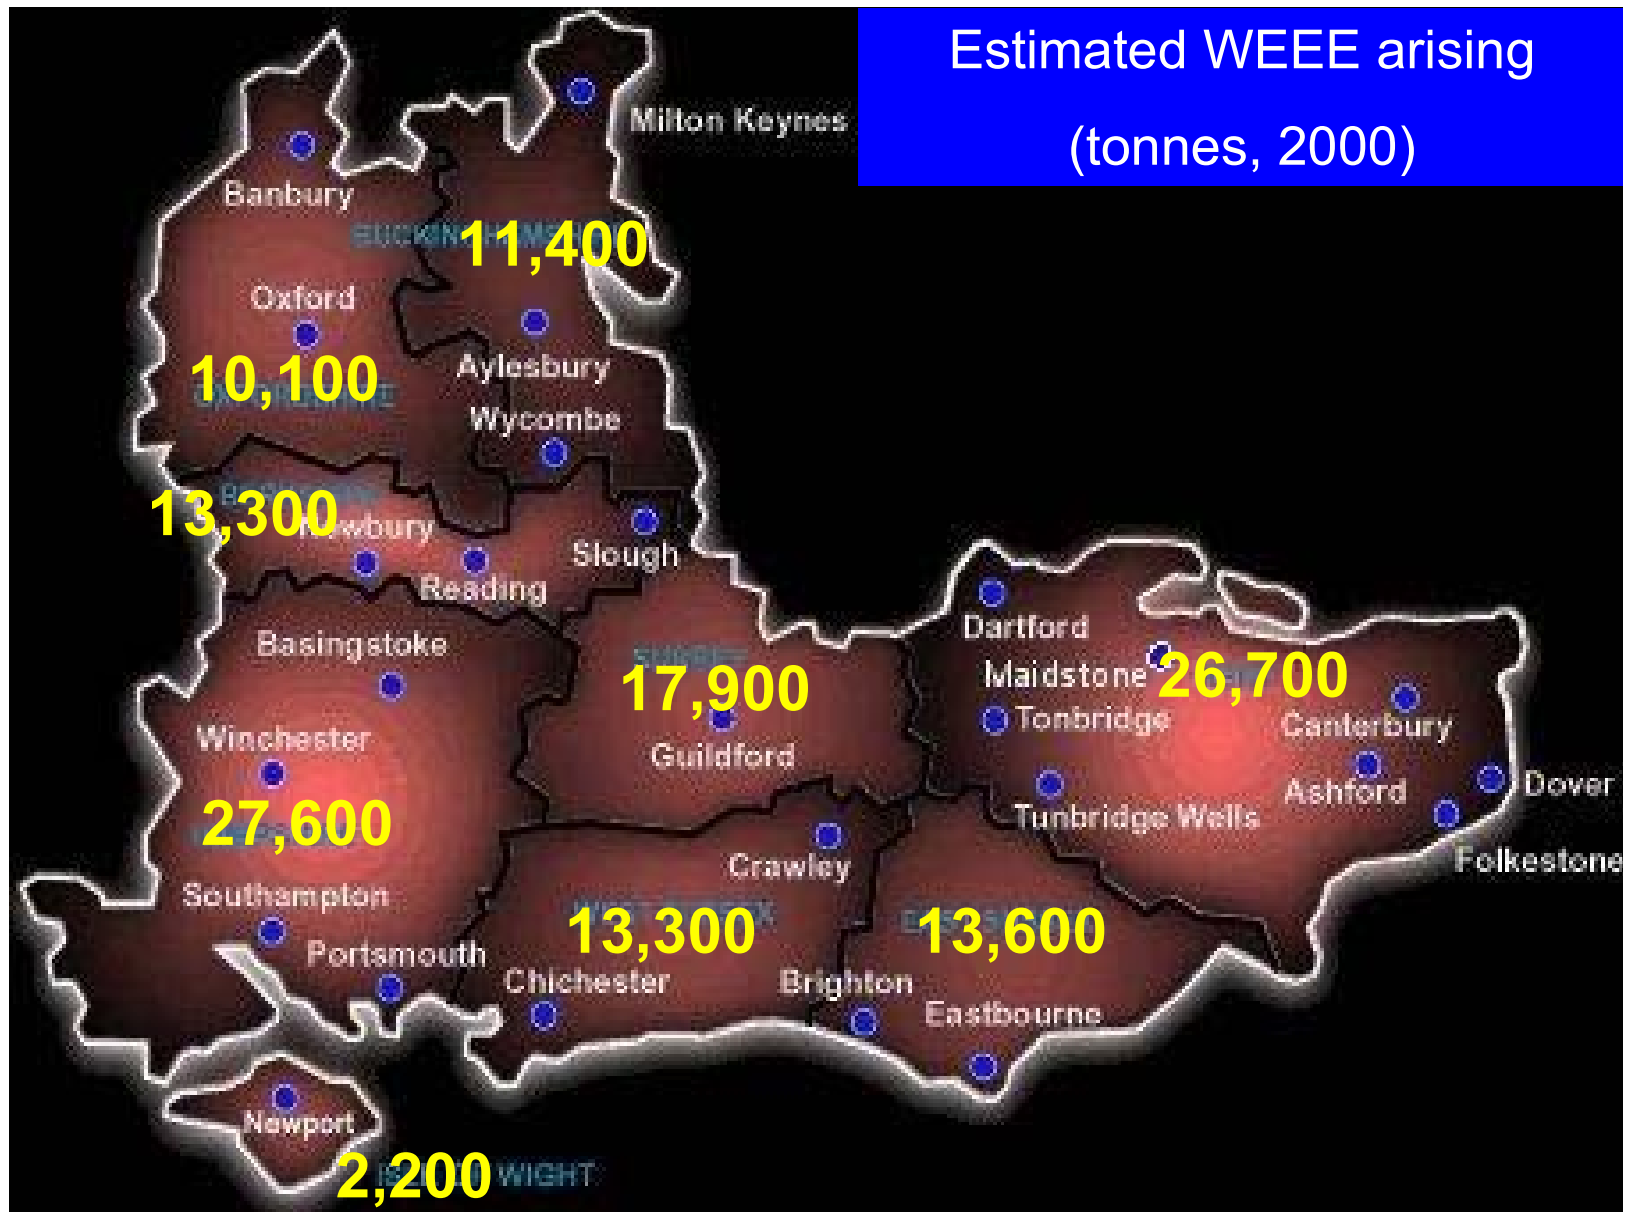 Estimated WEEE arising
(tonnes, 2000)
Milton Keynes
Banbury
11,400
Oxford
10,100
Aylesbury
Wycombe
13,300
Newbury
Slough
Reading
Basingstoke
Dartford
Maidstone
26,700
17,900
Tonbridge
Canterbury
Winchester
Guildford
Ashford
Dover
Tunbridge Wells
27,600
Crawley
Folkestone
Southampton
13,300
13,600
Portsmouth
Chichester
Brighton
Eastbourne
Newport
2,200
WIGHT